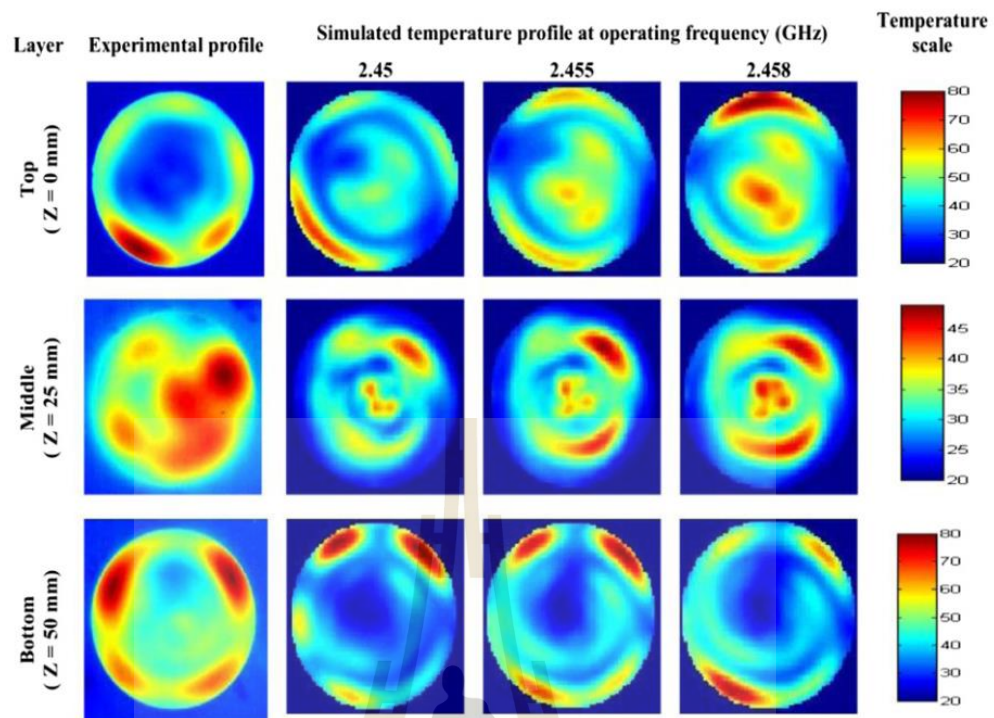 Layer
Experimental profile
Simulated temperature profile at operating frequency (GHz)
Temperature
scale
2.45
2.455
2.458
Top
( Z = 0 mm)
80
70
60
50
40
30
20
Middle
( Z = 25 mm)
45
40
35
30
25
20
Bottom
( Z = 50 mm)
80
70
60
50
40
30
20